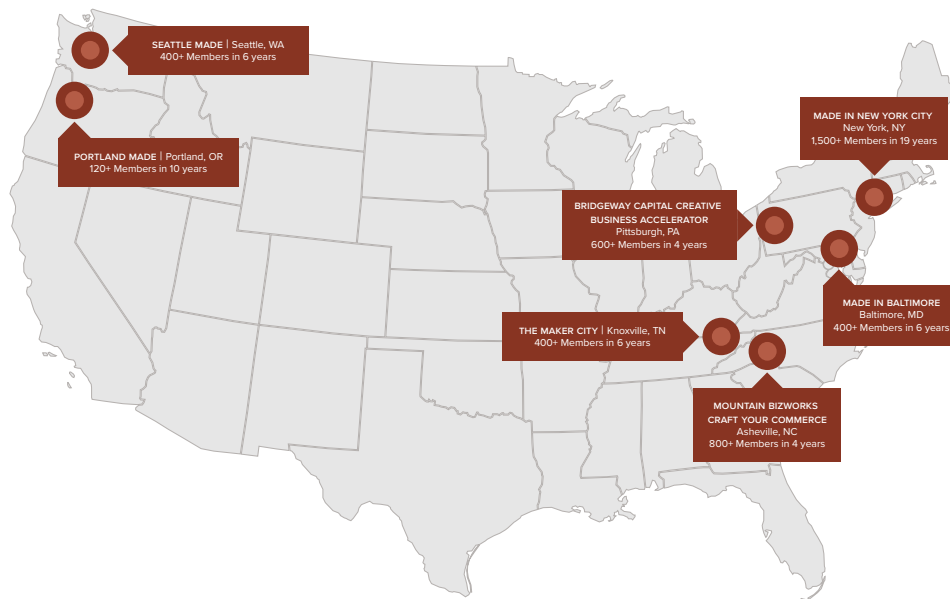 SEATTLE MADE | Seattle, WA
400+ Members in 6 years
PORTLAND MADE | Portland, OR
120+ Members in 10 years
MADE IN NEW YORK CITY
New York, NY
1,500+ Members in 19 years
BRIDGEWAY CAPITAL CREATIVE
BUSINESS ACCELERATOR
Pittsburgh, PA
600+ Members in 4 years
MADE IN BALTIMORE
Baltimore, MD
400+ Members in 6 years
THE MAKER CITY | Knoxville, TN
400+ Members in 6 years
MOUNTAIN BIZWORKS
CRAFT YOUR COMMERCE
Asheville, NC
800+ Members in 4 years